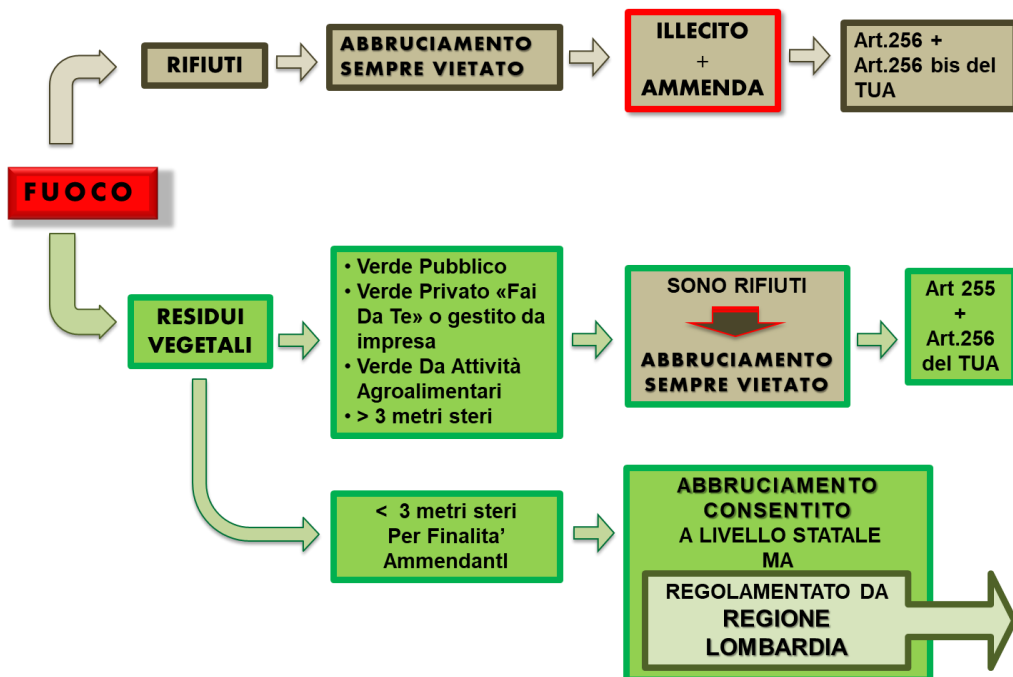 RIFIUTI
ABBRUCIAMENTO
SEMPRE VIETATO
ILLECITO
+
AMMENDA
Art.256 +
Art.256 bis del
TUA
FUOCO
RESIDUI
VEGETALI
• Verde Pubblico
• Verde Privato «Fai
Da Te» o gestito da
impresa
• Verde Da Attività
Agroalimentari
• > 3 metri steri
SONO RIFIUTI
ABBRUCIAMENTO
SEMPRE VIETATO
Art 255
+
Art.256
del TUA
< 3 metri steri
Per Finalita’
AmmendantI
ABBRUCIAMENTO
CONSENTITO
A LIVELLO STATALE
MA
REGOLAMENTATO DA
REGIONE
LOMBARDIA